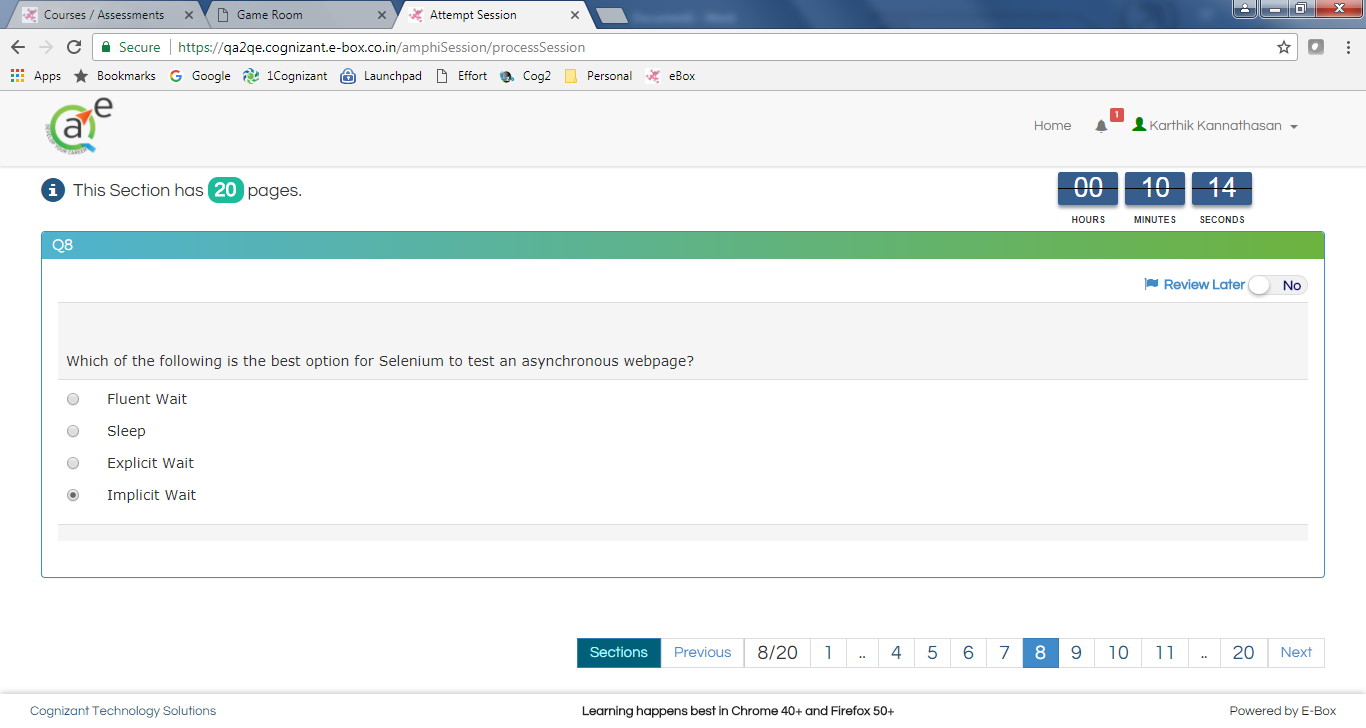 Courses / Assessments
Game Room
Attempt Session
Secure
https://qa2qe.cognizant.e-box.co.in/amphiSession/processSession
Apps Bookmarks Google 1Cognizant Launchpad Effort Cog2 Personal eBox
a e
Home 1 Karthik Kannathasan
This Section has 20 pages.
00 10 14
HOURS MINUTES SECONDS
Q8
Review Later No
Which of the following is the best option for Selenium to test an asynchronous webpage?
Fluent Wait
Sleep
Explicit Wait
Implicit Wait
Sections Previous 8/20 1 .. 4 5 6 7 8 9 10 11 .. 20 Next
Cognizant Technology Solutions Learning happens best in Chrome 40+ and Firefox 50+ Powered by E-Box